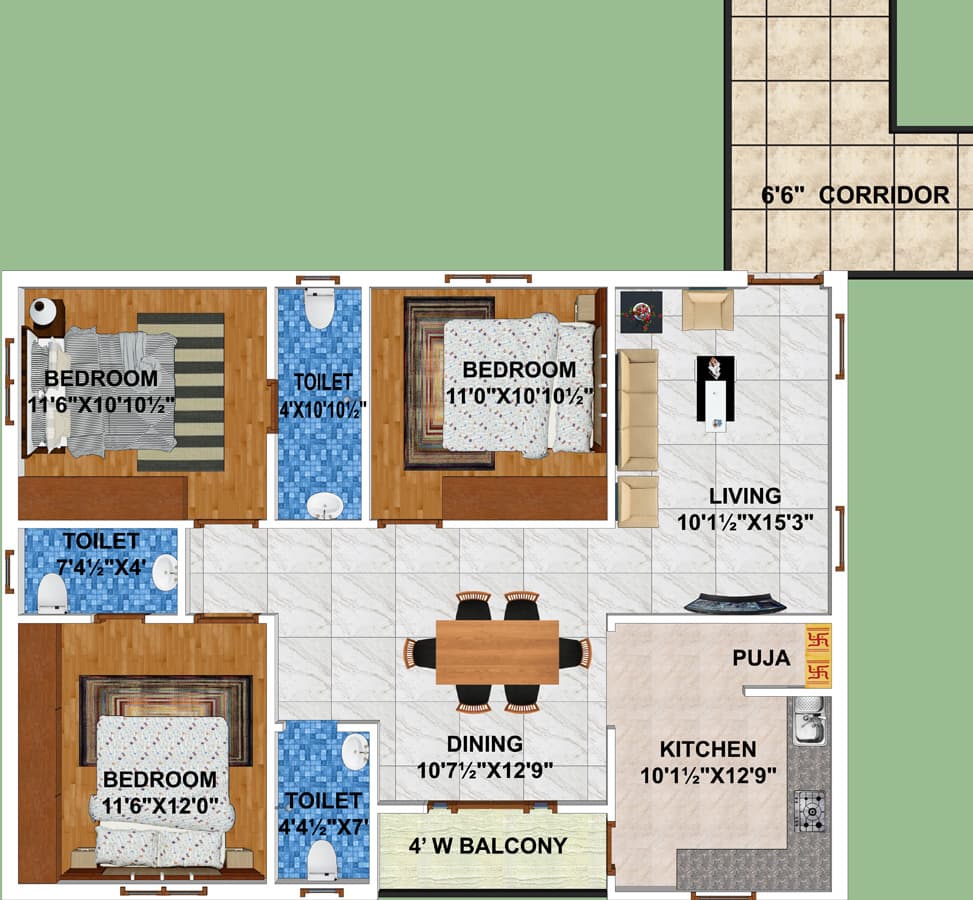 6'6" CORRIDOR
BEDROOM
11'6"X10'10½"
TOILET
4'X10'10½"
BEDROOM
11'0"X10'10½"
LIVING
10'1½"X15'3"
TOILET
7'4½"X4'
PUJA
DINING
10'7½"X12'9"
KITCHEN
10'1½"X12'9"
BEDROOM
11'6"X12'0"
TOILET
4'4½"X7'
4’ W BALCONY